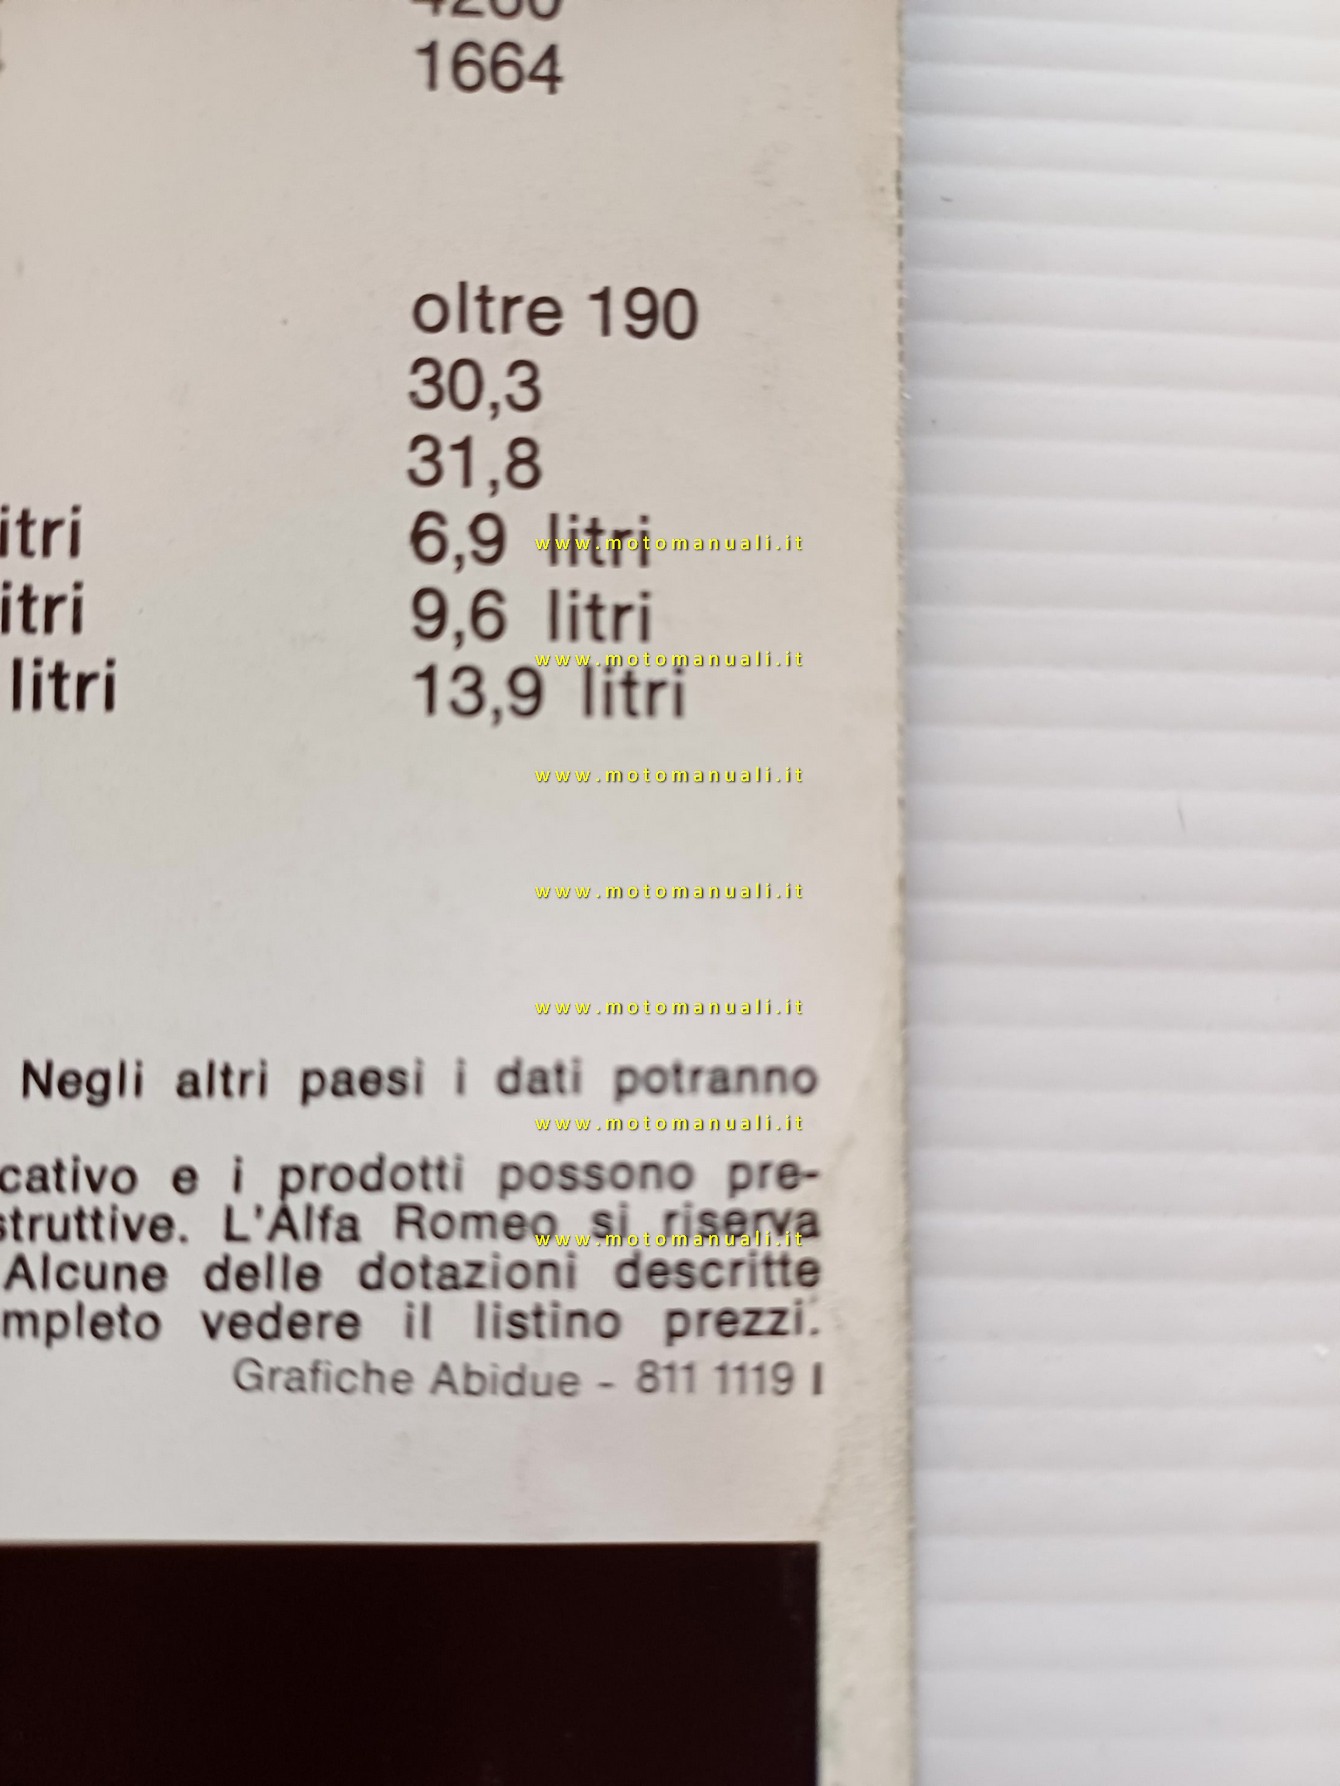 4260
1664
oltre 190
30,3
31,8
itri 6,9 litri
itri 9,6 litri
litri 13,9 litri
www.motomanuali.it
www.motomanuali.it
www.motomanuali.it
www.motomanuali.it
www.motomanuali.it
Negli altri paesi i dati potranno
www.motomanuali.it
cativo e i prodotti possono pre-
struttive. L'Alfa Romeo si riserva
www.motomanuali.it
Alcune delle dotazioni descritte
mpleto vedere il listino prezzi.
Grafiche Abidue - 811 1119 I